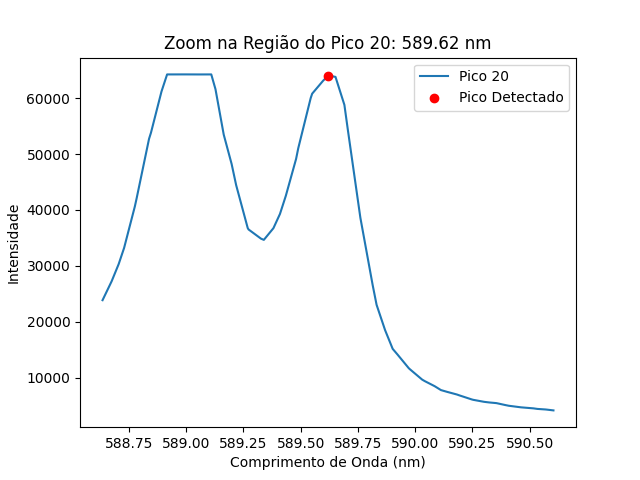 Zoom na Região do Pico 20: 589.62 nm
Pico 20
Pico Detectado
Intensidade
60000
50000
40000
30000
20000
10000
588.75 589.00 589.25 589.50 589.75 590.00 590.25 590.50
Comprimento de Onda (nm)